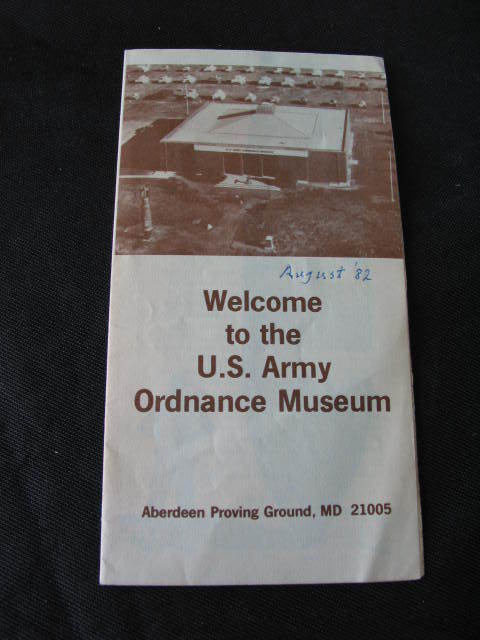 August '82
Welcome
to the
U.S. Army
Ordnance Museum
Aberdeen Proving Ground, MD 21005